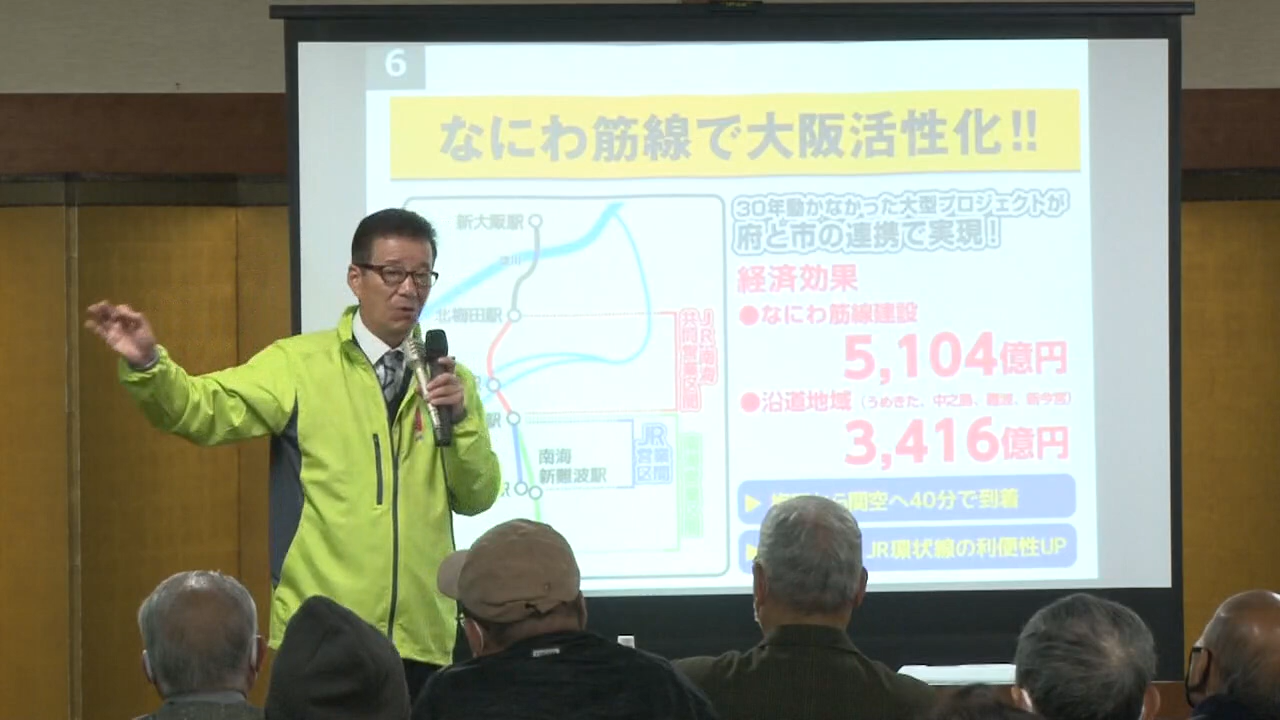 6
なにわ筋線で大阪活性化!!
30年動かなかった大型プロジェクトが
府と市の連携で実現!
経済効果
●なにわ筋線建設
5,104億円
●沿道地域（うめきた、中之島、難波、新今宮）
3,416億円
から関空へ40分で到着
JR環状線の利便性UP
新大阪駅
淀川
北梅田駅
JR南海
共同営業区間
駅
JR
営業
区間
南海
新難波駅